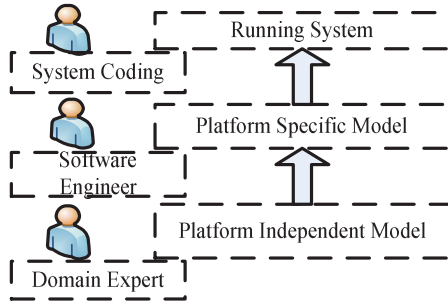 Running System
System Coding
Platform Specific Model
Software
Engineer
Platform Independent Model
Domain Expert